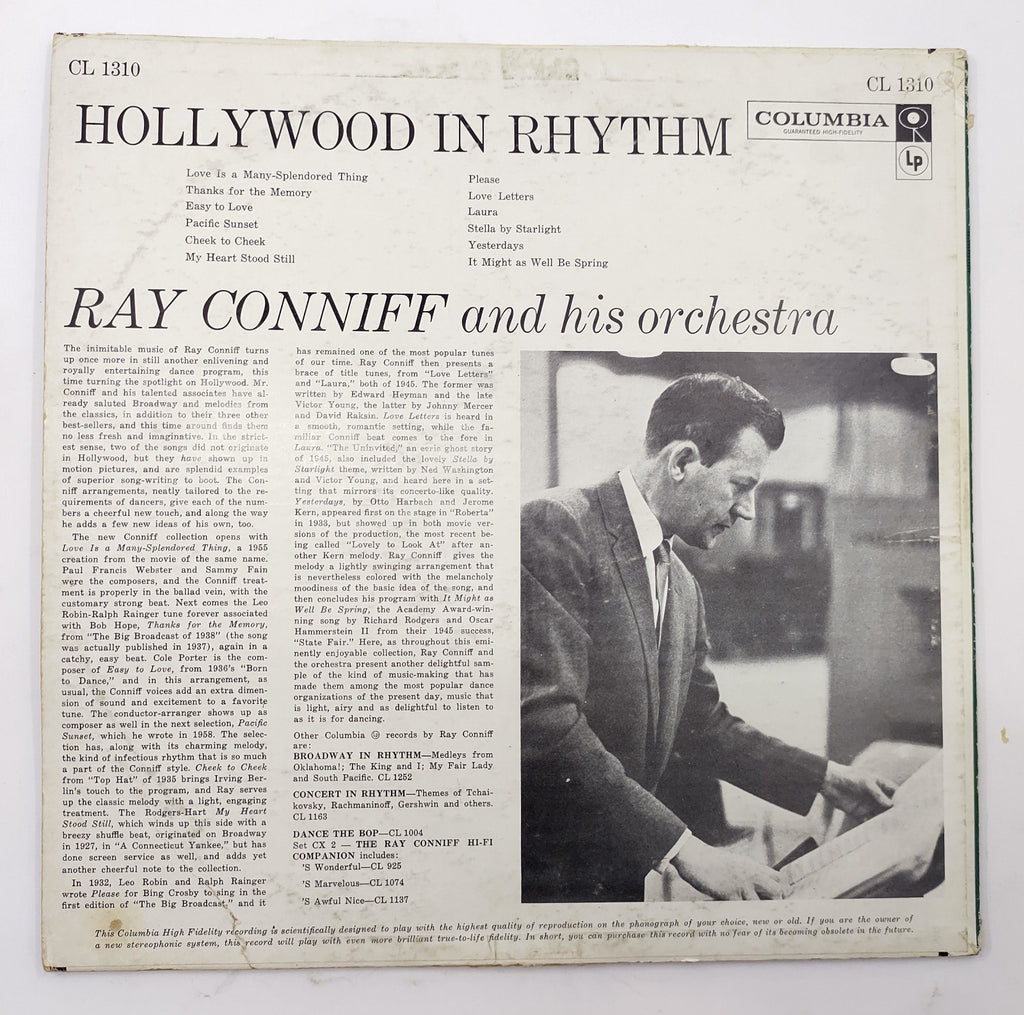 CL 1310
CL 1310
HOLLYWOOD IN RHYTHM
COLUMBIA
GUARANTEED HIGH-FIDELITY
Lp
Love Is a Many-Splendored Thing
Thanks for the Memory
Easy to Love
Pacific Sunset
Cheek to Cheek
My Heart Stood Still
Please
Love Letters
Laura
Stella by Starlight
Yesterdays
It Might as Well Be Spring
RAY CONNIFF and his orchestra
The inimitable music of Ray Conniff turns
up once more in still another enlivening and
royally entertaining dance program, this
time turning the spotlight on Hollywood. Mr.
Conniff and his talented associates have al-
ready saluted Broadway and melodies from
the classics, in addition to their three other
best-sellers, and this time around finds them
no less fresh and imaginative. In the strict-
est sense, two of the songs did not originate
in Hollywood, but they have shown up in
motion pictures, and are splendid examples
of superior song-writing to boot. The Con-
niff arrangements, neatly tailored to the re-
quirements of dancers, give each of the num-
bers a cheerful new touch, and along the way
he adds a few new ideas of his own, too.
The new Conniff collection opens with
Love Is a Many-Splendored Thing, a 1955
creation from the movie of the same name.
Paul Francis Webster and Sammy Fain
were the composers, and the Conniff treat-
ment is properly in the ballad vein, with the
customary strong beat. Next comes the Leo
Robin-Ralph Rainger tune forever associated
with Bob Hope, Thanks for the Memory,
from "The Big Broadcast of 1938" (the song
was actually published in 1937), again in a
catchy, easy beat. Cole Porter is the com-
poser of Easy to Love, from 1936's "Born
to Dance," and in this arrangement, as
usual, the Conniff voices add an extra dimen-
sion of sound and excitement to a favorite
tune. The conductor-arranger shows up as
composer as well in the next selection, Pacific
Sunset, which he wrote in 1958. The selec-
tion has, along with its charming melody,
the kind of infectious rhythm that is so much
a part of the Conniff style. Cheek to Cheek
from "Top Hat" of 1935 brings Irving Ber-
lin's touch to the program, and Ray serves
up the classic melody with a light, engaging
treatment. The Rodgers-Hart My Heart
Stood Still, which winds up this side with a
breezy shuffle beat, originated on Broadway
in 1927, in "A Connecticut Yankee," but has
done screen service as well, and adds yet
another cheerful note to the collection.
In 1932, Leo Robin and Ralph Rainger
wrote Please for Bing Crosby to sing in the
first edition of "The Big Broadcast," and it
has remained one of the most popular tunes
of our time. Ray Conniff then presents a
brace of title tunes, from "Love Letters"
and "Laura," both of 1945. The former was
written by Edward Heyman and the late
Victor Young, the latter by Johnny Mercer
and David Raksin. Love Letters is heard in
a smooth, romantic setting, while the fa-
miliar Conniff beat comes to the fore in
Laura. "The Uninvited," an eerie ghost story
of 1945, also included the lovely Stella by
Starlight theme, written by Ned Washington
and Victor Young, and heard here in a set-
ting that mirrors its concerto-like quality.
Yesterdays, by Otto Harbach and Jerome
Kern, appeared first on the stage in "Roberta"
in 1933, but showed up in both movie ver-
sions of the production, the most recent be-
ing called "Lovely to Look At" after an-
other Kern melody. Ray Conniff gives the
melody a lightly swinging arrangement that
is nevertheless colored with the melancholy
moodiness of the basic idea of the song, and
then concludes his program with It Might as
Well Be Spring, the Academy Award-win-
ning song by Richard Rodgers and Oscar
Hammerstein II from their 1945 success,
"State Fair." Here, as throughout this emi-
nently enjoyable collection, Ray Conniff and
the orchestra present another delightful sam-
ple of the kind of music-making that has
made them among the most popular dance
organizations of the present day, music that
is light, airy and as delightful to listen to
as it is for dancing.
Other Columbia Lp records by Ray Conniff
are:
BROADWAY IN RHYTHM—Medleys from
Oklahoma!; The King and I; My Fair Lady
and South Pacific. CL 1252
CONCERT IN RHYTHM—Themes of Tchai-
kovsky, Rachmaninoff, Gershwin and others.
CL 1163
DANCE THE BOP—CL 1004
Set CX 2 — THE RAY CONNIFF HI-FI
COMPANION includes:
'S Wonderful—CL 925
'S Marvelous—CL 1074
'S Awful Nice—CL 1137
This Columbia High Fidelity recording is scientifically designed to play with the highest quality of reproduction on the phonograph of your choice, new or old. If you are the owner of
a new stereophonic system, this record will play with even more brilliant true-to-life fidelity. In short, you can purchase this record with no fear of its becoming obsolete in the future.